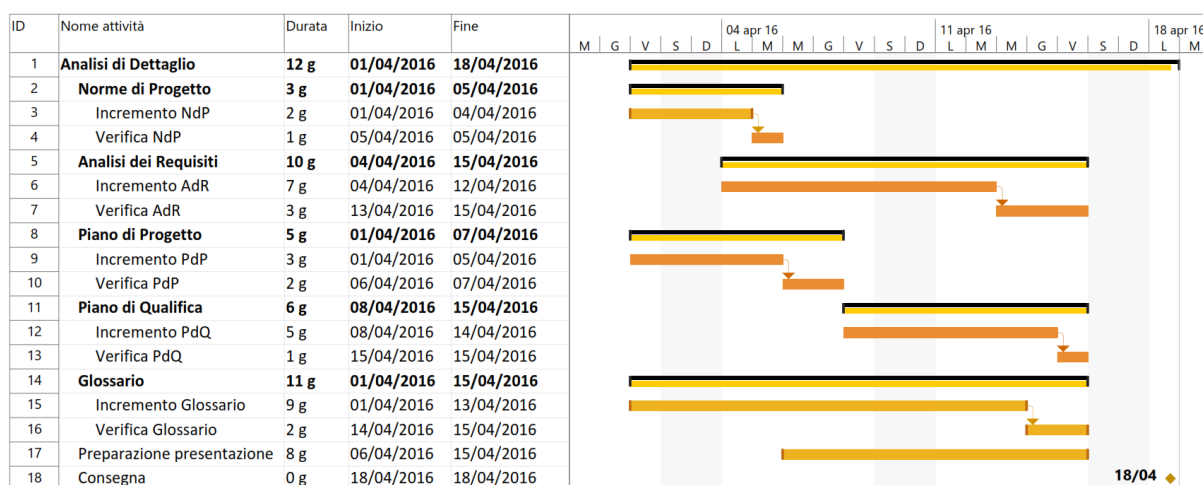 ID Nome attività Durata Inizio Fine 04 apr 16 11 apr 16 18 apr 16
M G V S D L M M G V S D L M M G V S D L M
1 Analisi di Dettaglio 12 g 01/04/2016 18/04/2016
2 Norme di Progetto 3 g 01/04/2016 05/04/2016
3 Incremento NdP 2 g 01/04/2016 04/04/2016
4 Verifica NdP 1 g 05/04/2016 05/04/2016
5 Analisi dei Requisiti 10 g 04/04/2016 15/04/2016
6 Incremento AdR 7 g 04/04/2016 12/04/2016
7 Verifica AdR 3 g 13/04/2016 15/04/2016
8 Piano di Progetto 5 g 01/04/2016 07/04/2016
9 Incremento PdP 3 g 01/04/2016 05/04/2016
10 Verifica PdP 2 g 06/04/2016 07/04/2016
11 Piano di Qualifica 6 g 08/04/2016 15/04/2016
12 Incremento PdQ 5 g 08/04/2016 14/04/2016
13 Verifica PdQ 1 g 15/04/2016 15/04/2016
14 Glossario 11 g 01/04/2016 15/04/2016
15 Incremento Glossario 9 g 01/04/2016 13/04/2016
16 Verifica Glossario 2 g 14/04/2016 15/04/2016
17 Preparazione presentazione 8 g 06/04/2016 15/04/2016
18 Consegna 0 g 18/04/2016 18/04/2016 18/04